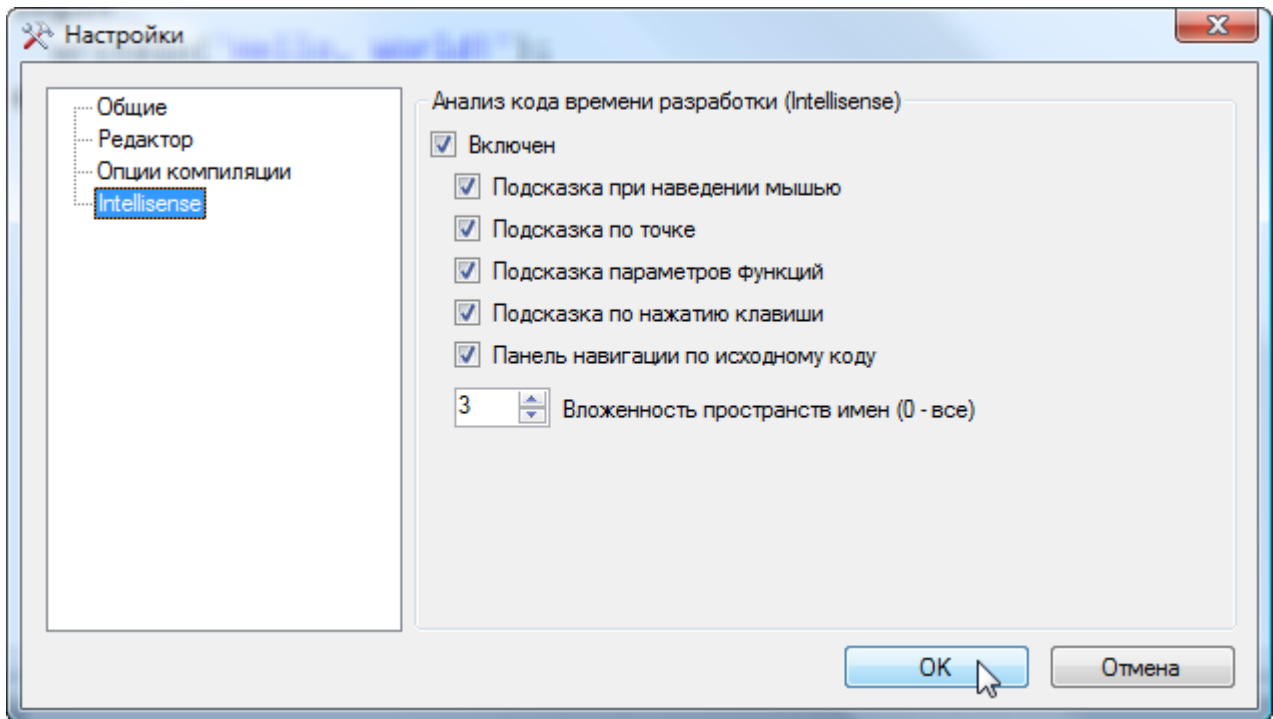 Настройки
"Hello, world!"
Общие
Редактор
Опции компиляции
Intellisense
Анализ кода времени разработки (Intellisense)
Включен
Подсказка при наведении мышью
Подсказка по точке
Подсказка параметров функций
Подсказка по нажатию клавиши
Панель навигации по исходному коду
3 Вложенность пространств имен (0 - все)
OK Отмена